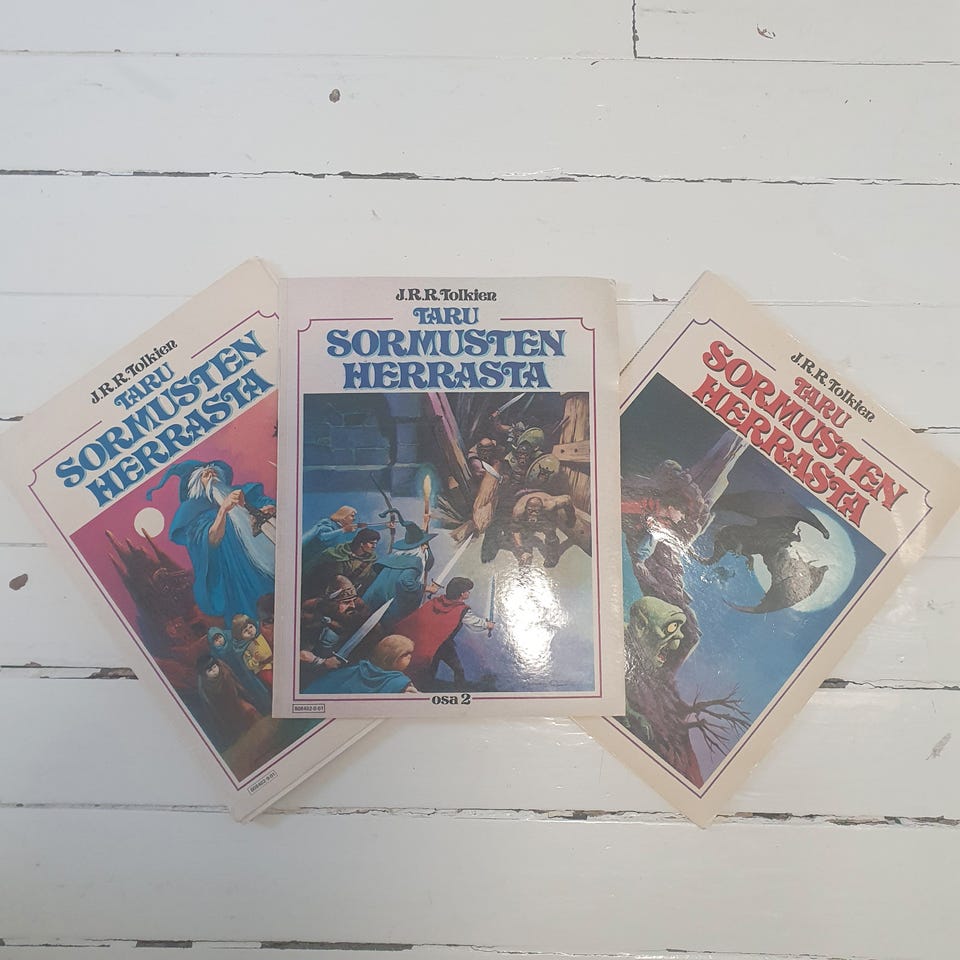 J.R.R.Tolkien
TARU
SORMUSTEN
HERRASTA
J.R.R.Tolkien
TARU
SORMUSTEN
HERRASTA
osa 2
J.R.R.Tolkien
TARU
SORMUSTEN
HERRASTA